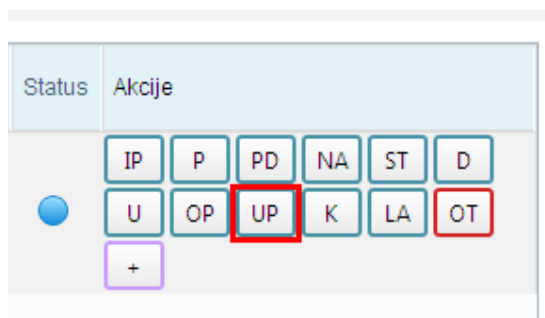 Status Akcije
IP P PD NA ST D
U OP UP K LA OT
+